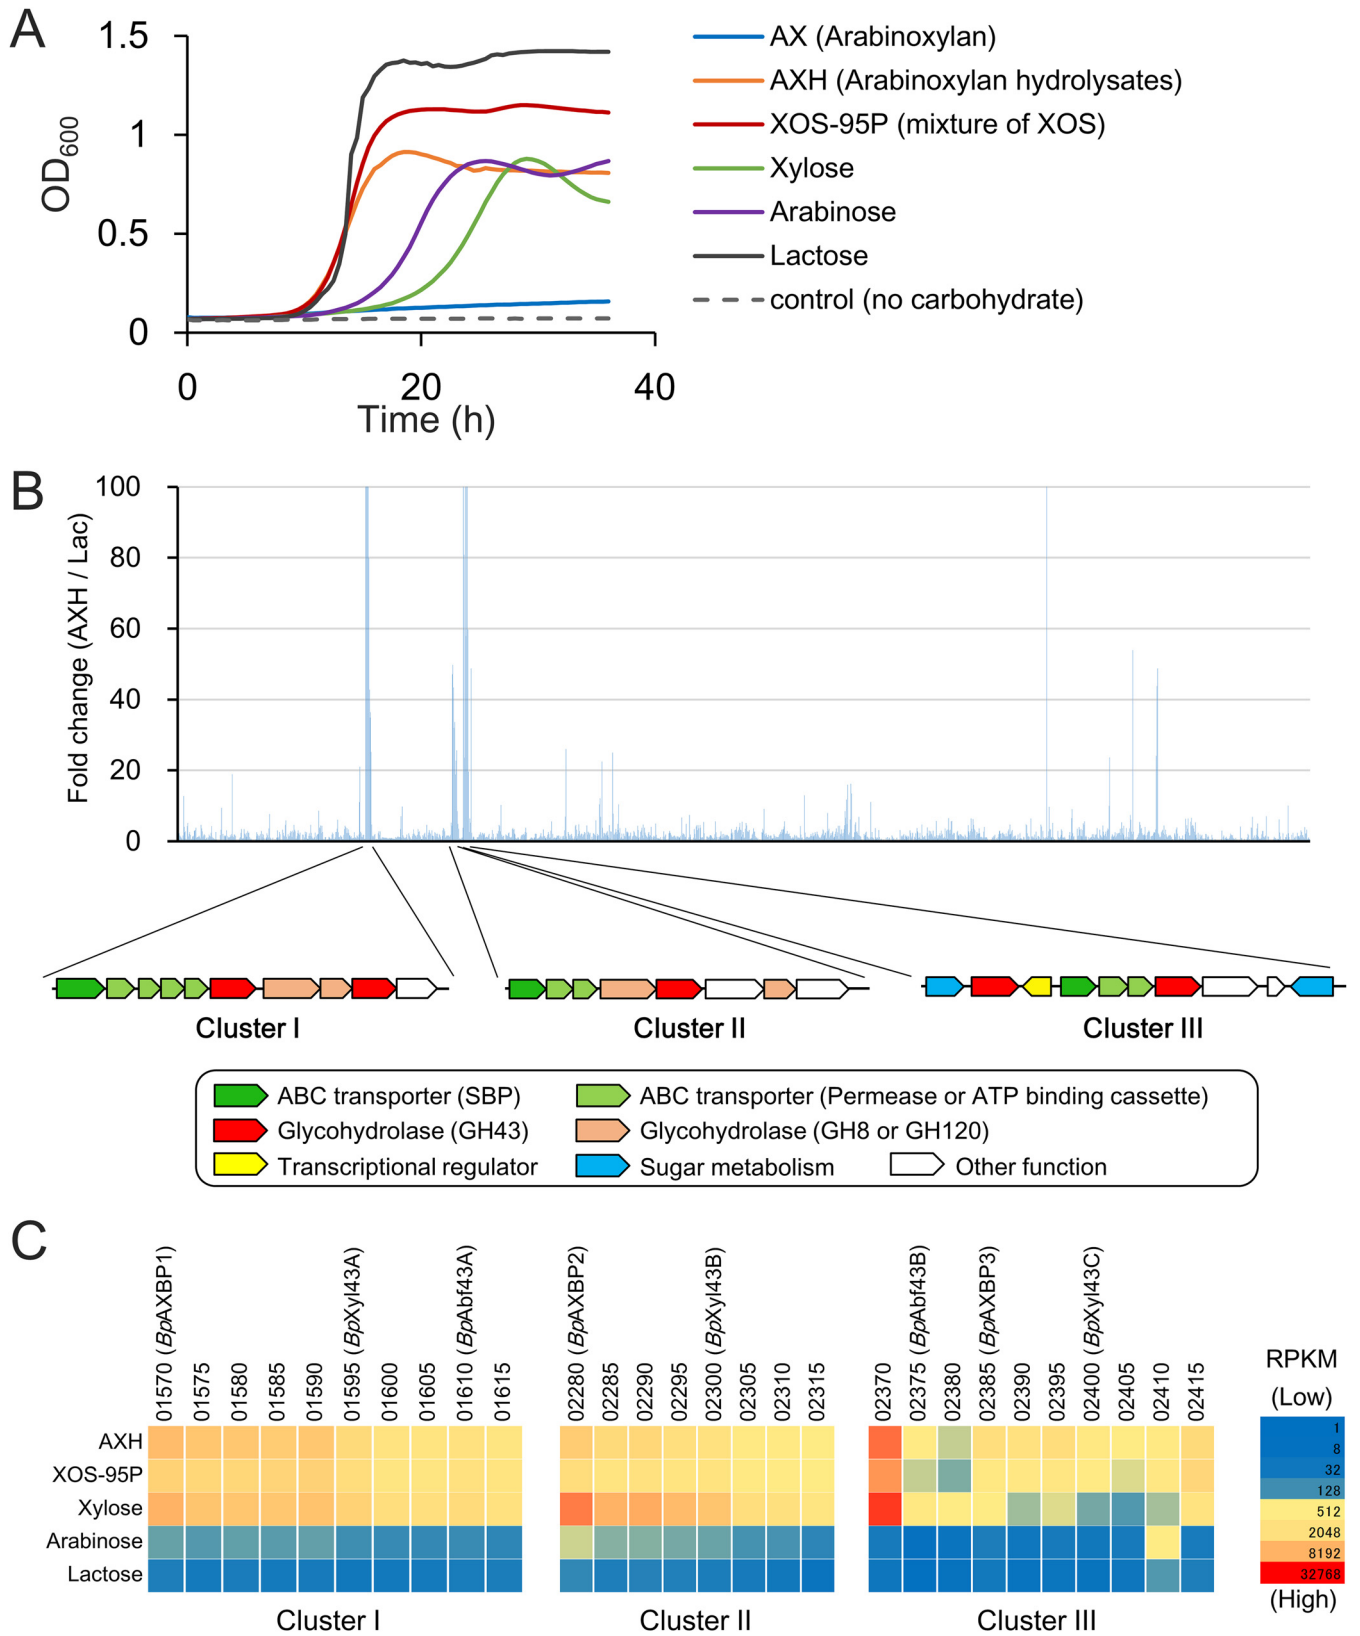 A
1.5
1
0.5
0
OD600
0
20
40
Time (h)
AX (Arabinoxylan)
AXH (Arabinoxylan hydrolysates)
XOS-95P (mixture of XOS)
Xylose
Arabinose
Lactose
control (no carbohydrate)
B
100
80
60
40
20
0
Fold change (AXH / Lac)
Cluster I
Cluster II
Cluster III
ABC transporter (SBP)
ABC transporter (Permease or ATP binding cassette)
Glycohydrolase (GH43)
Glycohydrolase (GH8 or GH120)
Transcriptional regulator
Sugar metabolism
Other function
C
01570 (BpAXBP1)
01575
01580
01585
01590
01595 (BpXyl43A)
01600
01605
01610 (BpAbf43A)
01615
02280 (BpAXBP2)
02285
02290
02295
02300 (BpXyl43B)
02305
02310
02315
02370
02375 (BpAbf43B)
02380
02385 (BpAXBP3)
02390
02395
02400 (BpXyl43C)
02405
02410
02415
AXH
XOS-95P
Xylose
Arabinose
Lactose
Cluster I
Cluster II
Cluster III
RPKM
(Low)
1
8
32
128
512
2048
8192
32768
(High)